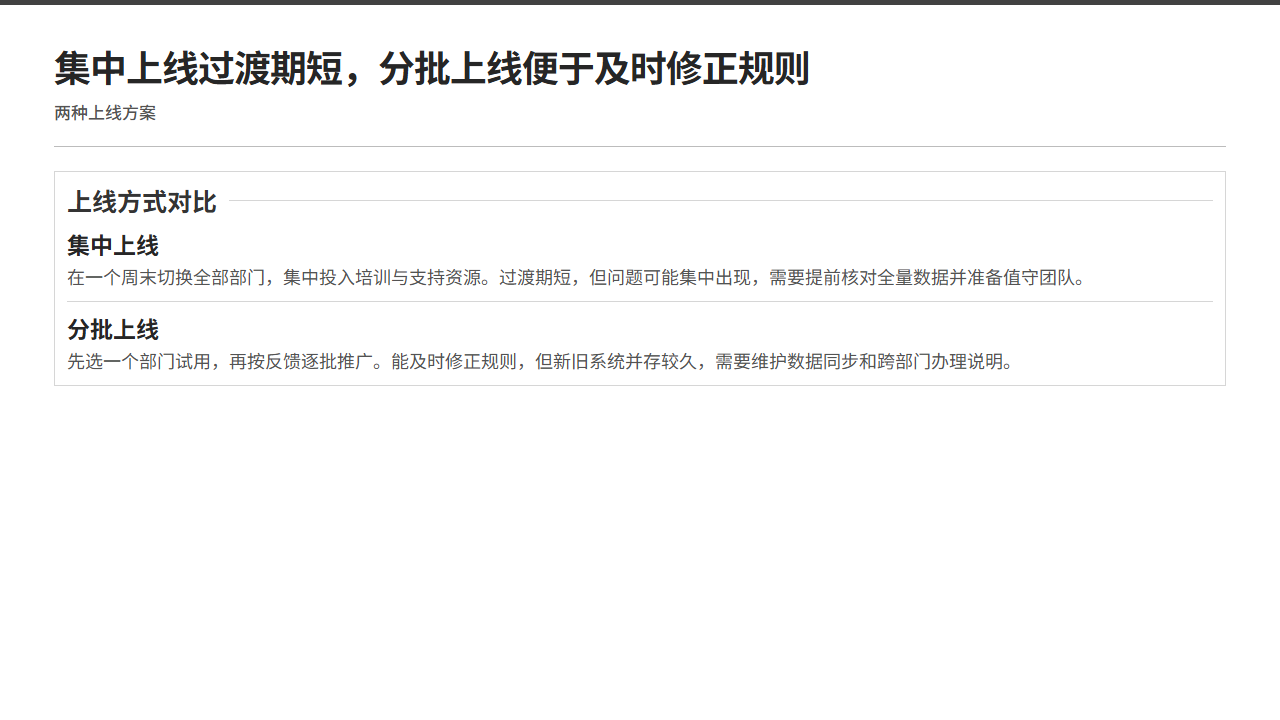 集中上线过渡期短，分批上线便于及时修正规则
两种上线方案
上线方式对比
集中上线
在一个周末切换全部部门，集中投入培训与支持资源。过渡期短，但问题可能集中出现，需要提前核对全量数据并准备值守团队。
分批上线
先选一个部门试用，再按反馈逐批推广。能及时修正规则，但新旧系统并存较久，需要维护数据同步和跨部门办理说明。